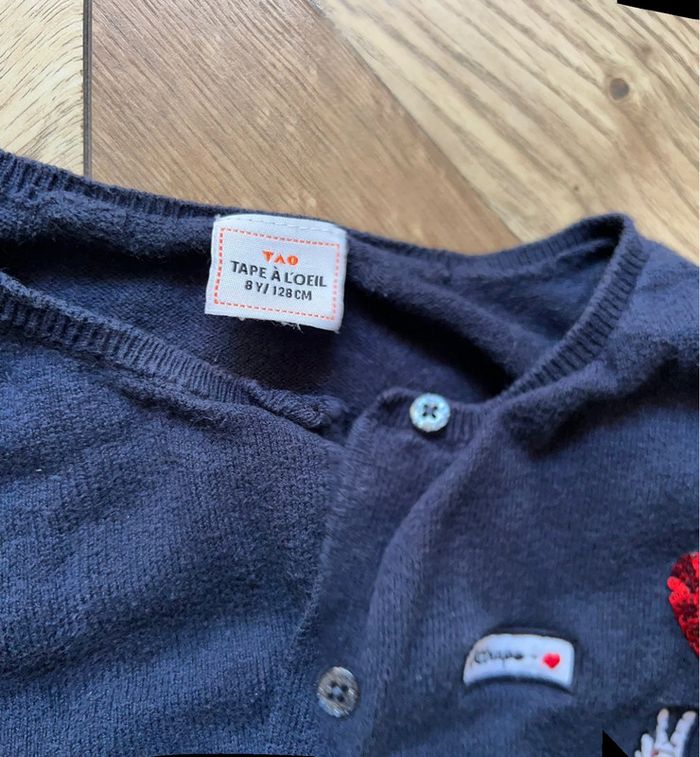 TAO
TAPE À L'OEIL
8Y/128CM